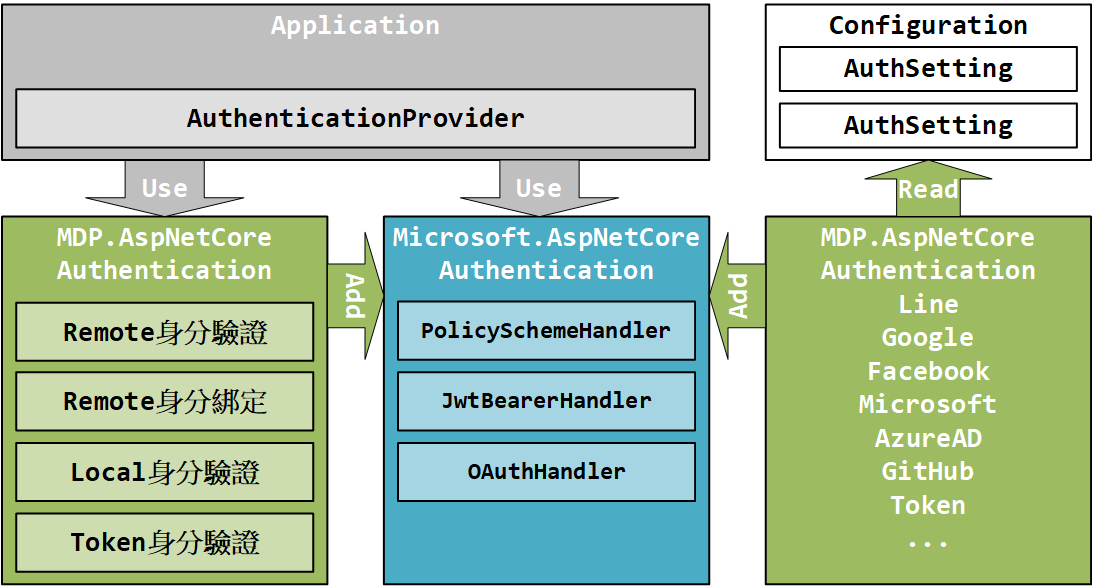 Application
AuthenticationProvider
Configuration
AuthSetting
AuthSetting
Use
Use
Read
MDP.AspNetCore
Authentication
Remote身分驗證
Remote身分綁定
Local身分驗證
Token身分驗證
Add
Microsoft.AspNetCore
Authentication
PolicySchemeHandler
JwtBearerHandler
OAuthHandler
Add
MDP.AspNetCore
Authentication
Line
Google
Facebook
Microsoft
AzureAD
GitHub
Token
...